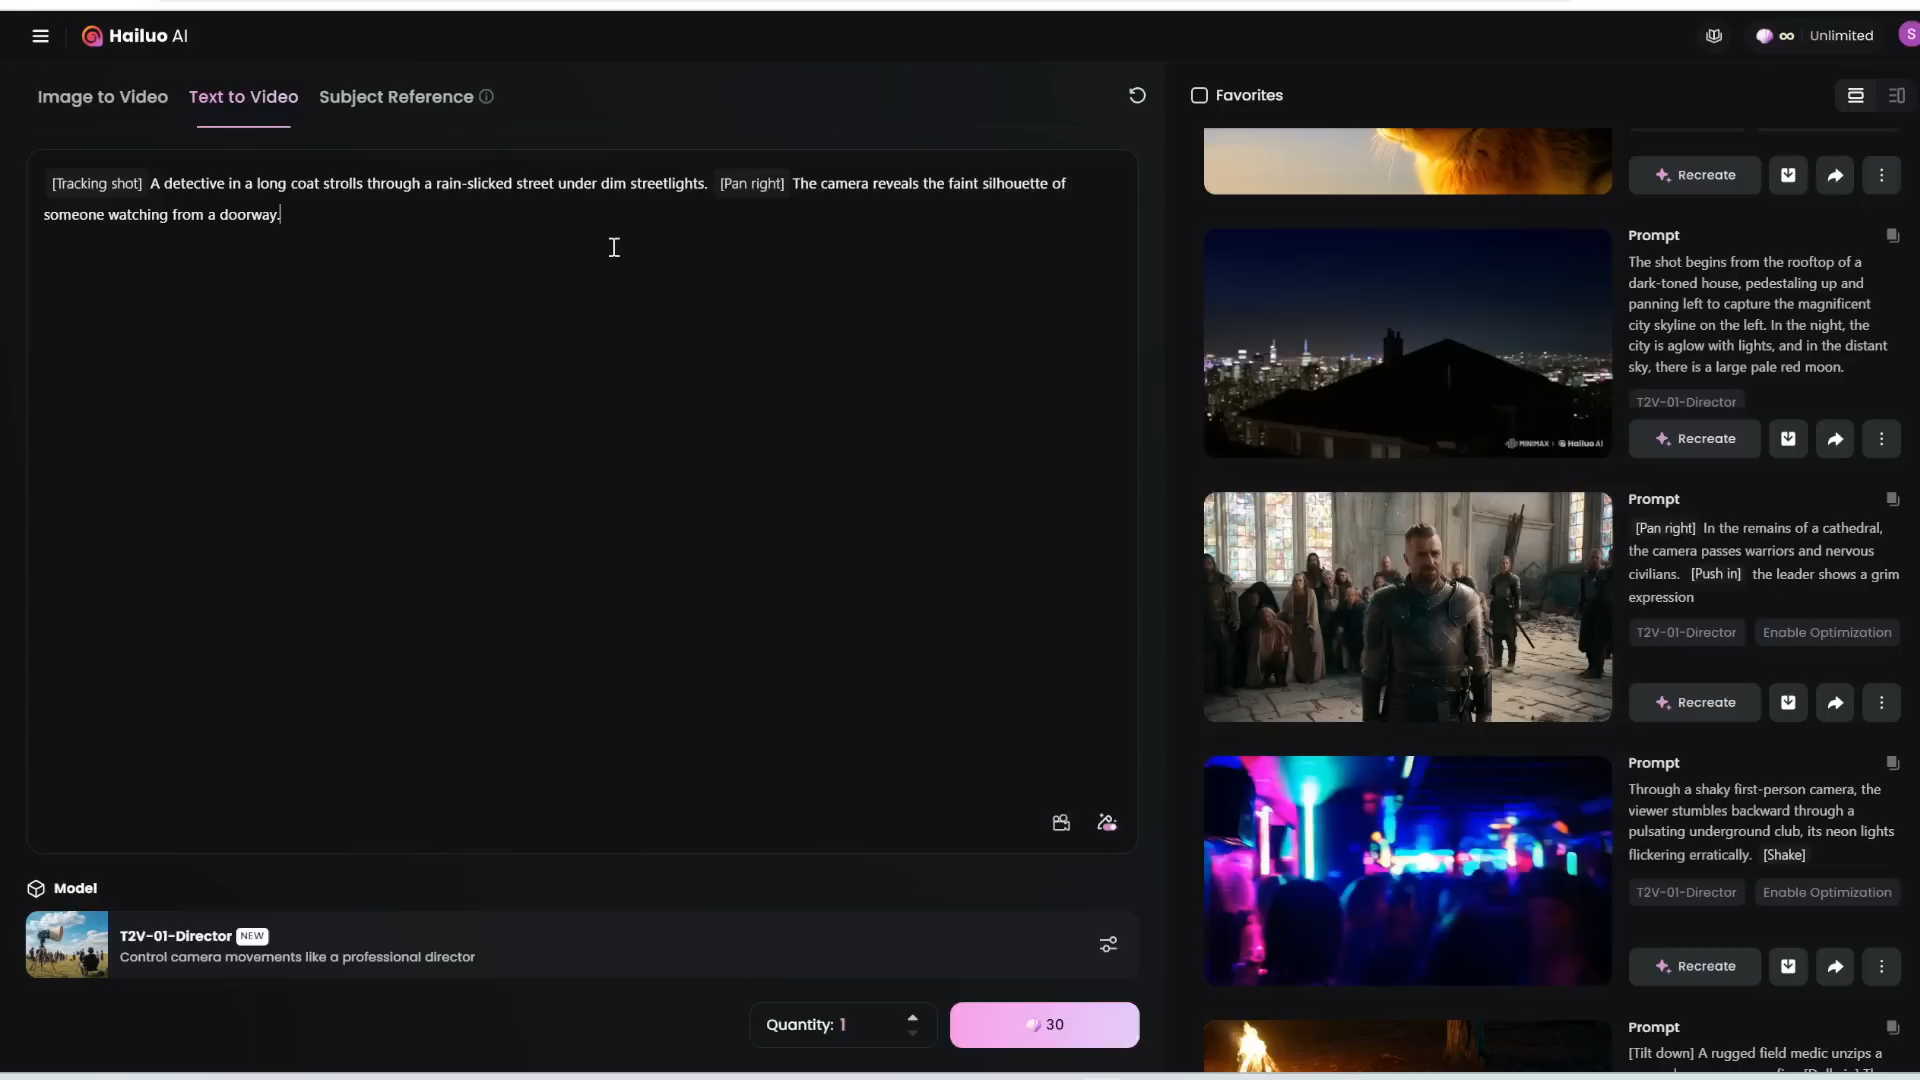 Hailuo AI
Unlimited
S
Image to Video
Text to Video
Subject Reference
Favorites
[Tracking shot] A detective in a long coat strolls through a rain-slicked street under dim streetlights. [Pan right] The camera reveals the faint silhouette of
someone watching from a doorway.
Model
T2V-01-Director NEW
Control camera movements like a professional director
Quantity: 1
30
Recreate
Prompt
The shot begins from the rooftop of a
dark-toned house, pedestaling up and
panning left to capture the magnificent
city skyline on the left. In the night, the
city is aglow with lights, and in the distant
sky, there is a large pale red moon.
T2V-01-Director
Recreate
MINIMAX | Hailuo AI
Prompt
[Pan right] In the remains of a cathedral,
the camera passes warriors and nervous
civilians. [Push in] the leader shows a grim
expression
T2V-01-Director Enable Optimization
Recreate
Prompt
Through a shaky first-person camera, the
viewer stumbles backward through a
pulsating underground club, its neon lights
flickering erratically. [Shake]
T2V-01-Director Enable Optimization
Recreate
Prompt
[Tilt down] A rugged field medic unzips a